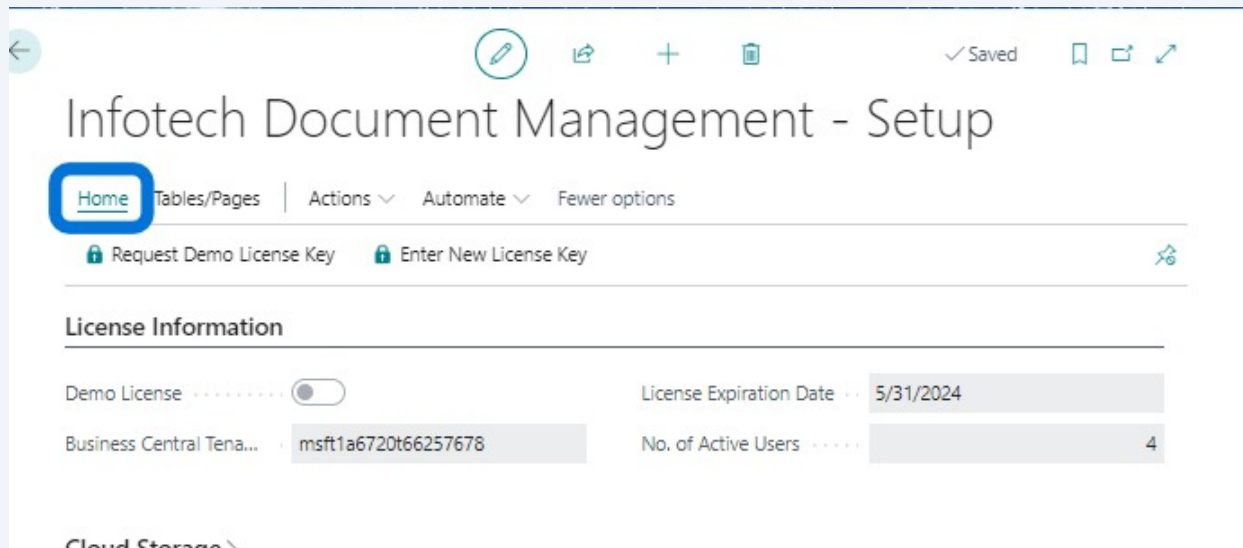 Saved
Infotech Document Management - Setup
Home Tables/Pages Actions Automate Fewer options
Request Demo License Key Enter New License Key
License Information
Demo License License Expiration Date 5/31/2024
Business Central Tena... msft1a6720t66257678 No. of Active Users 4
Cloud Storage